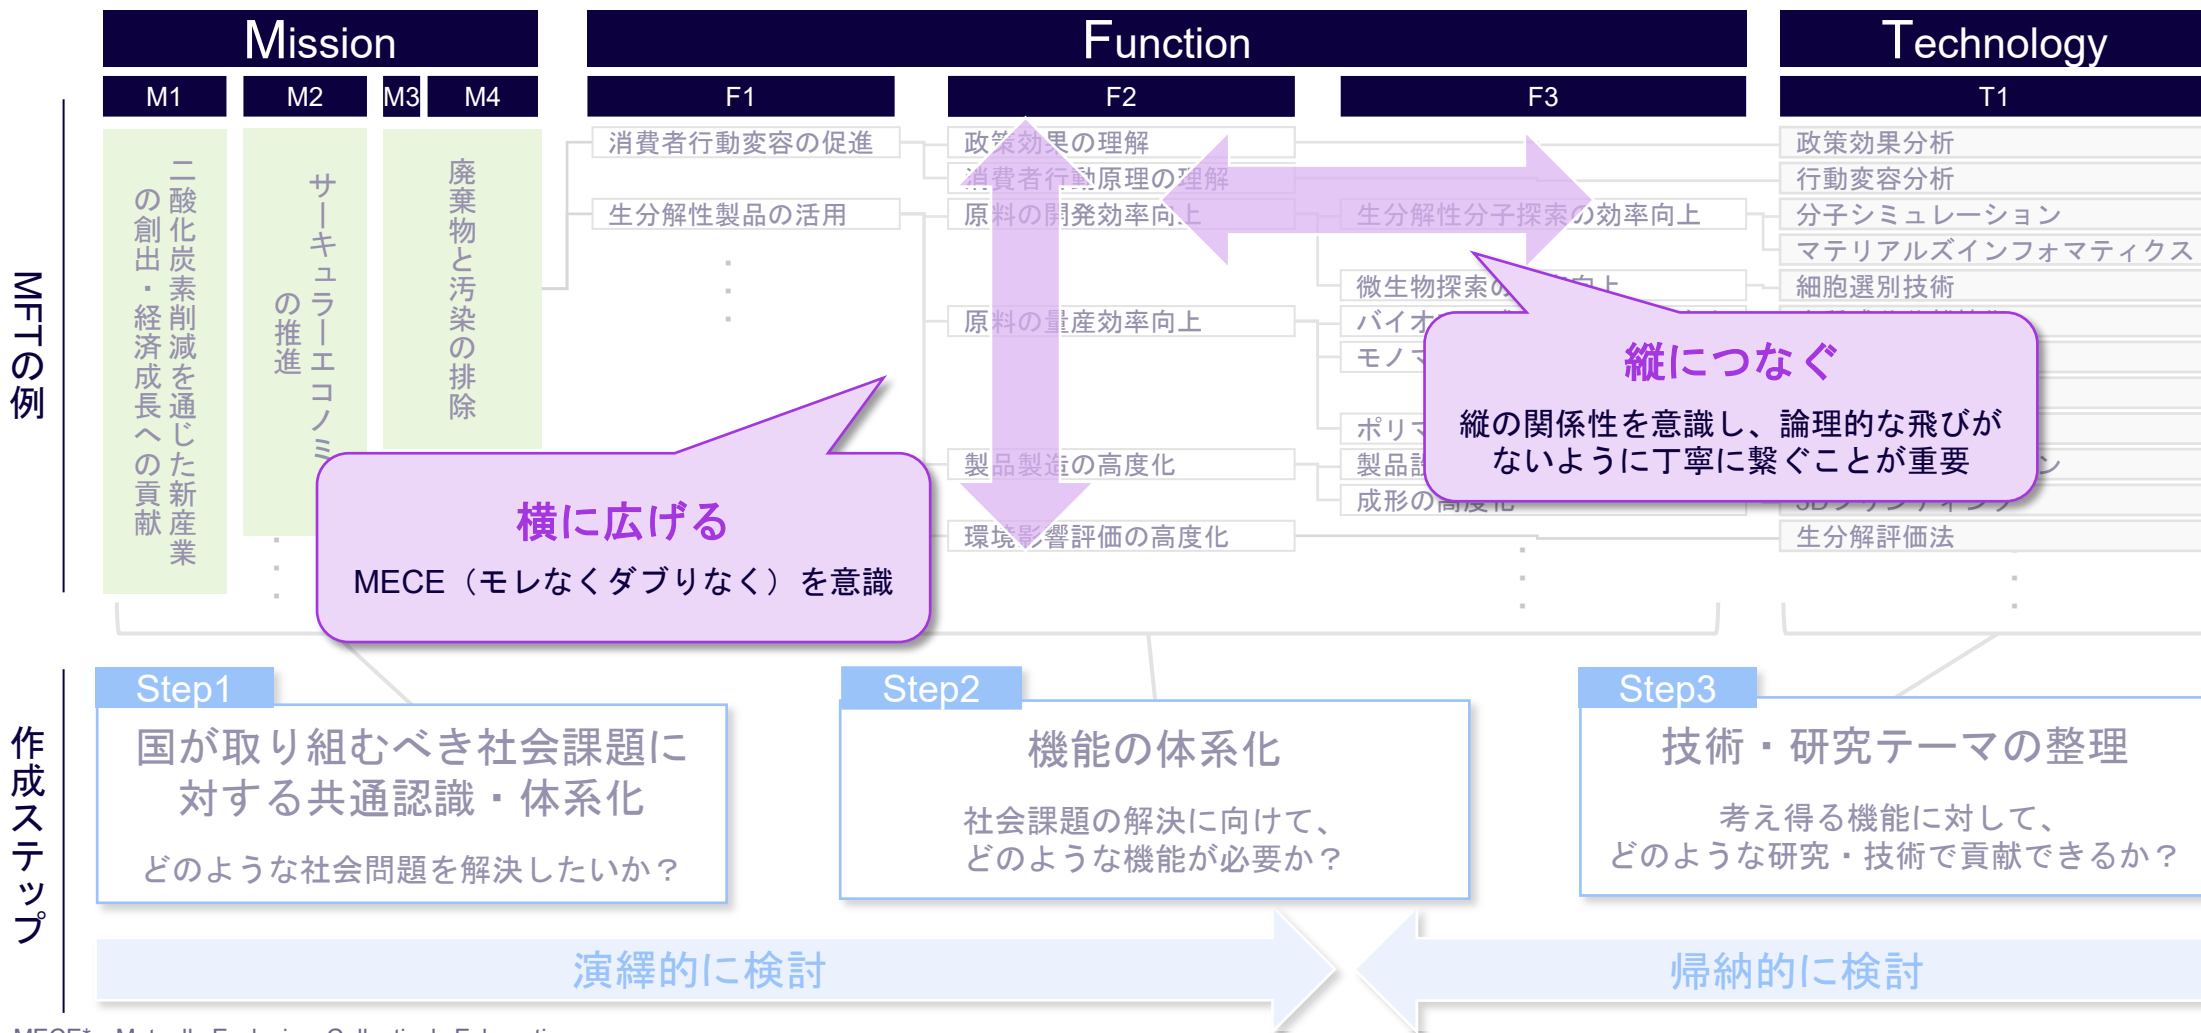 Mission
Function
Technology
M1
M2
M3
M4
F1
F2
F3
T1
MFTの例
二酸化炭素削減を通じた新産業
の創出・経済成長への貢献
サーキュラーエコノミ
の推進
廃棄物と汚染の排除
消費者行動変容の促進
生分解性製品の活用
政策効果の理解
消費者行動原理の理解
原料の開発効率向上
原料の量産効率向上
製品製造の高度化
環境影響評価の高度化
生分解性分子探索の効率向上
微生物探索の
向上
バイオ
モノマ
ポリマ
製品設
成形の高度化
政策効果分析
行動変容分析
分子シミュレーション
マテリアルズインフォマティクス
細胞選別技術
ン
3Dプリンティング
生分解評価法
横に広げる
MECE（モレなくダブりなく）を意識
縦につなぐ
縦の関係性を意識し、論理的な飛びが
ないように丁寧に繋ぐことが重要
作成ステップ
Step1
国が取り組むべき社会課題に
対する共通認識・体系化
どのような社会問題を解決したいか？
Step2
機能の体系化
社会課題の解決に向けて、
どのような機能が必要か？
Step3
技術・研究テーマの整理
考え得る機能に対して、
どのような研究・技術で貢献できるか？
演繹的に検討
帰納的に検討